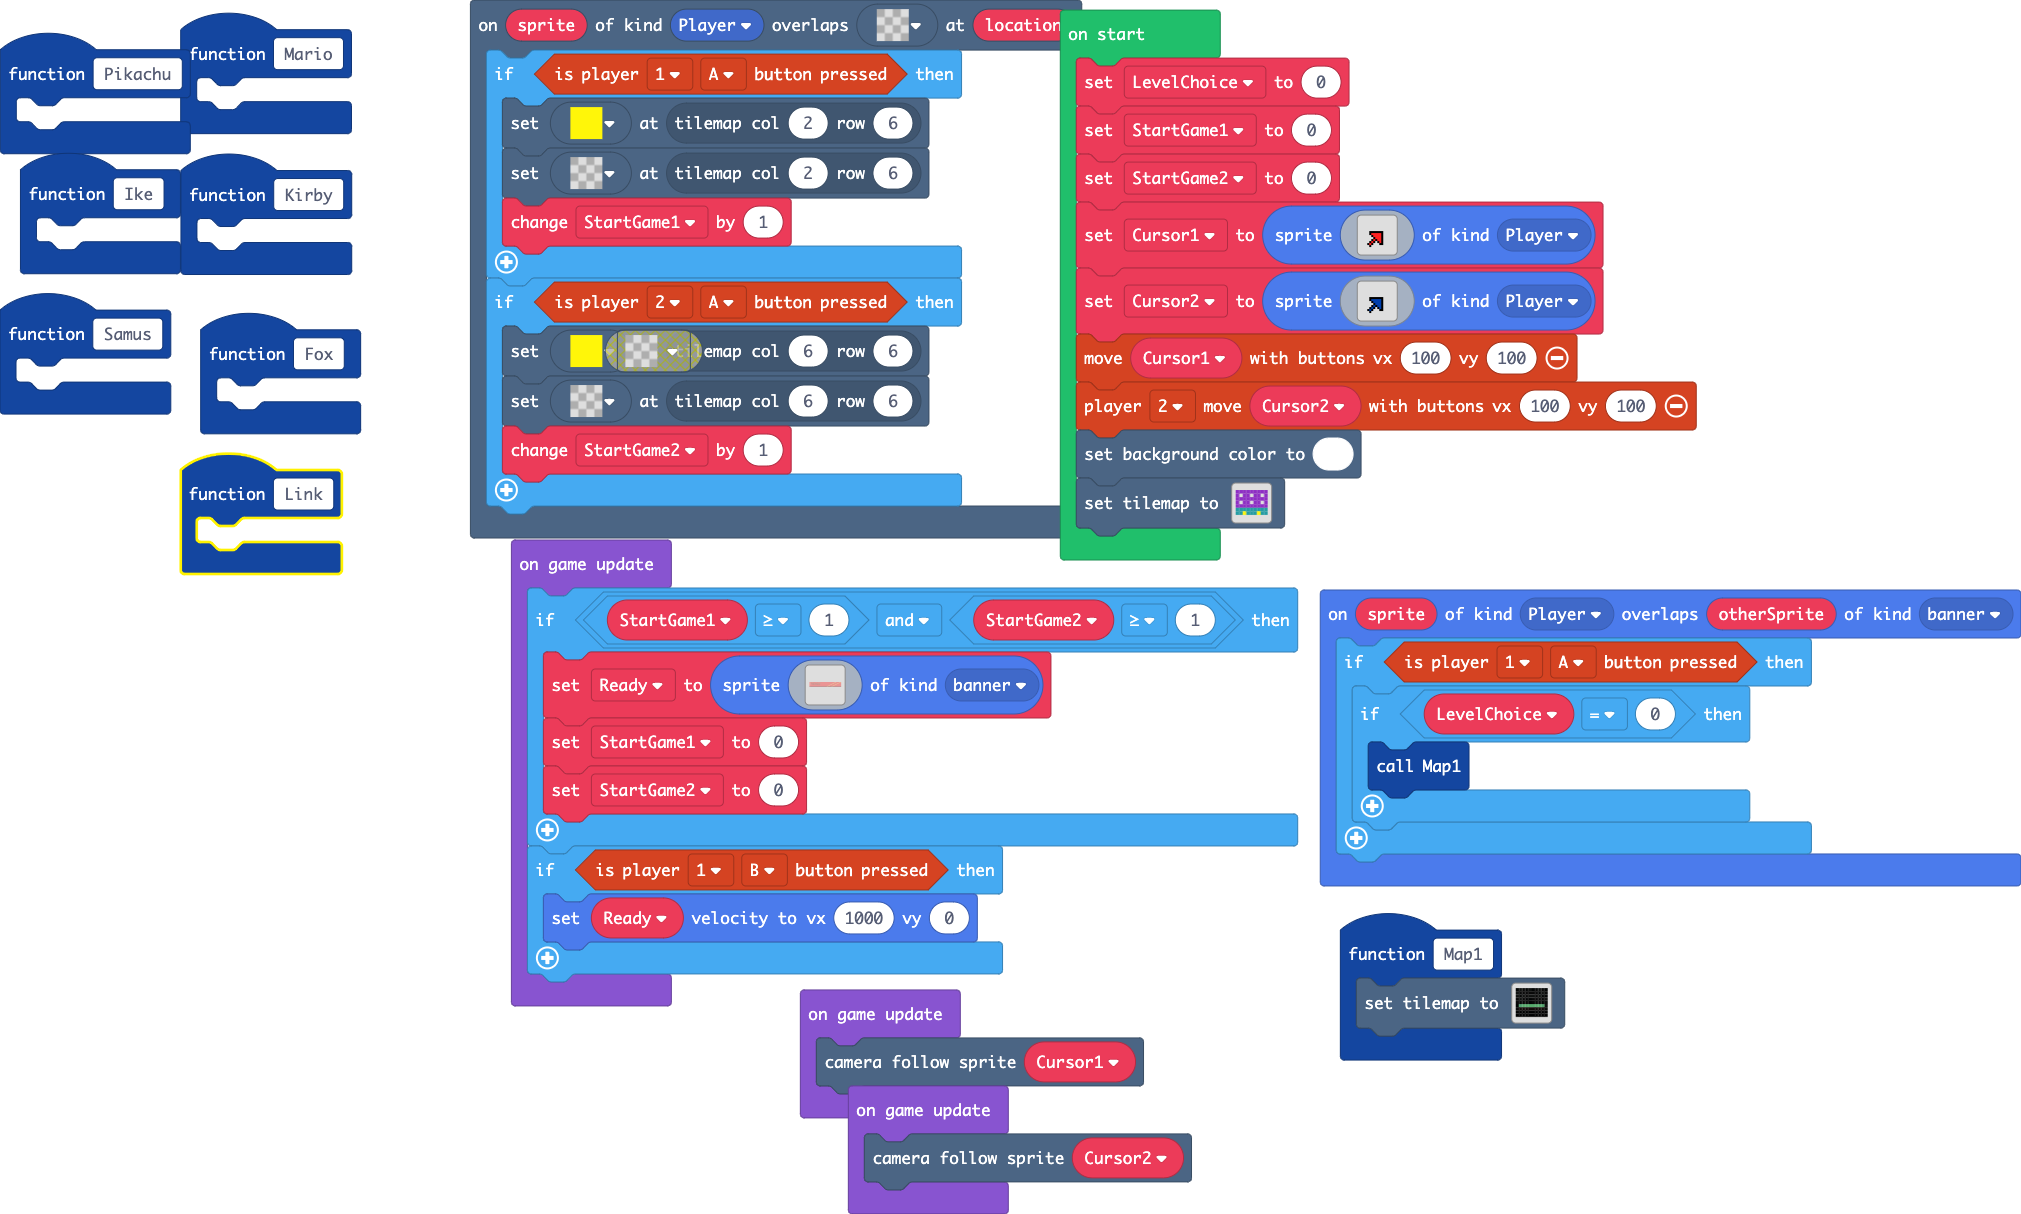 function Pikachu
function Mario
function Ike
function Kirby
function Samus
function Fox
function Link
on sprite of kind Player overlaps at location
if is player 1 A button pressed then
set at tilemap col 2 row 6
set at tilemap col 2 row 6
change StartGame1 by 1
if is player 2 A button pressed then
set tilemap col 6 row 6
set at tilemap col 6 row 6
change StartGame2 by 1
on start
set LevelChoice to 0
set StartGame1 to 0
set StartGame2 to 0
set Cursor1 to sprite of kind Player
set Cursor2 to sprite of kind Player
move Cursor1 with buttons vx 100 vy 100
player 2 move Cursor2 with buttons vx 100 vy 100
set background color to
set tilemap to
on game update
if StartGame1 ≥ 1 and StartGame2 ≥ 1 then
set Ready to sprite of kind banner
set StartGame1 to 0
set StartGame2 to 0
if is player 1 B button pressed then
set Ready velocity to vx 1000 vy 0
on game update
camera follow sprite Cursor1
on game update
camera follow sprite Cursor2
on sprite of kind Player overlaps otherSprite of kind banner
if is player 1 A button pressed then
if LevelChoice = 0 then
call Map1
function Map1
set tilemap to